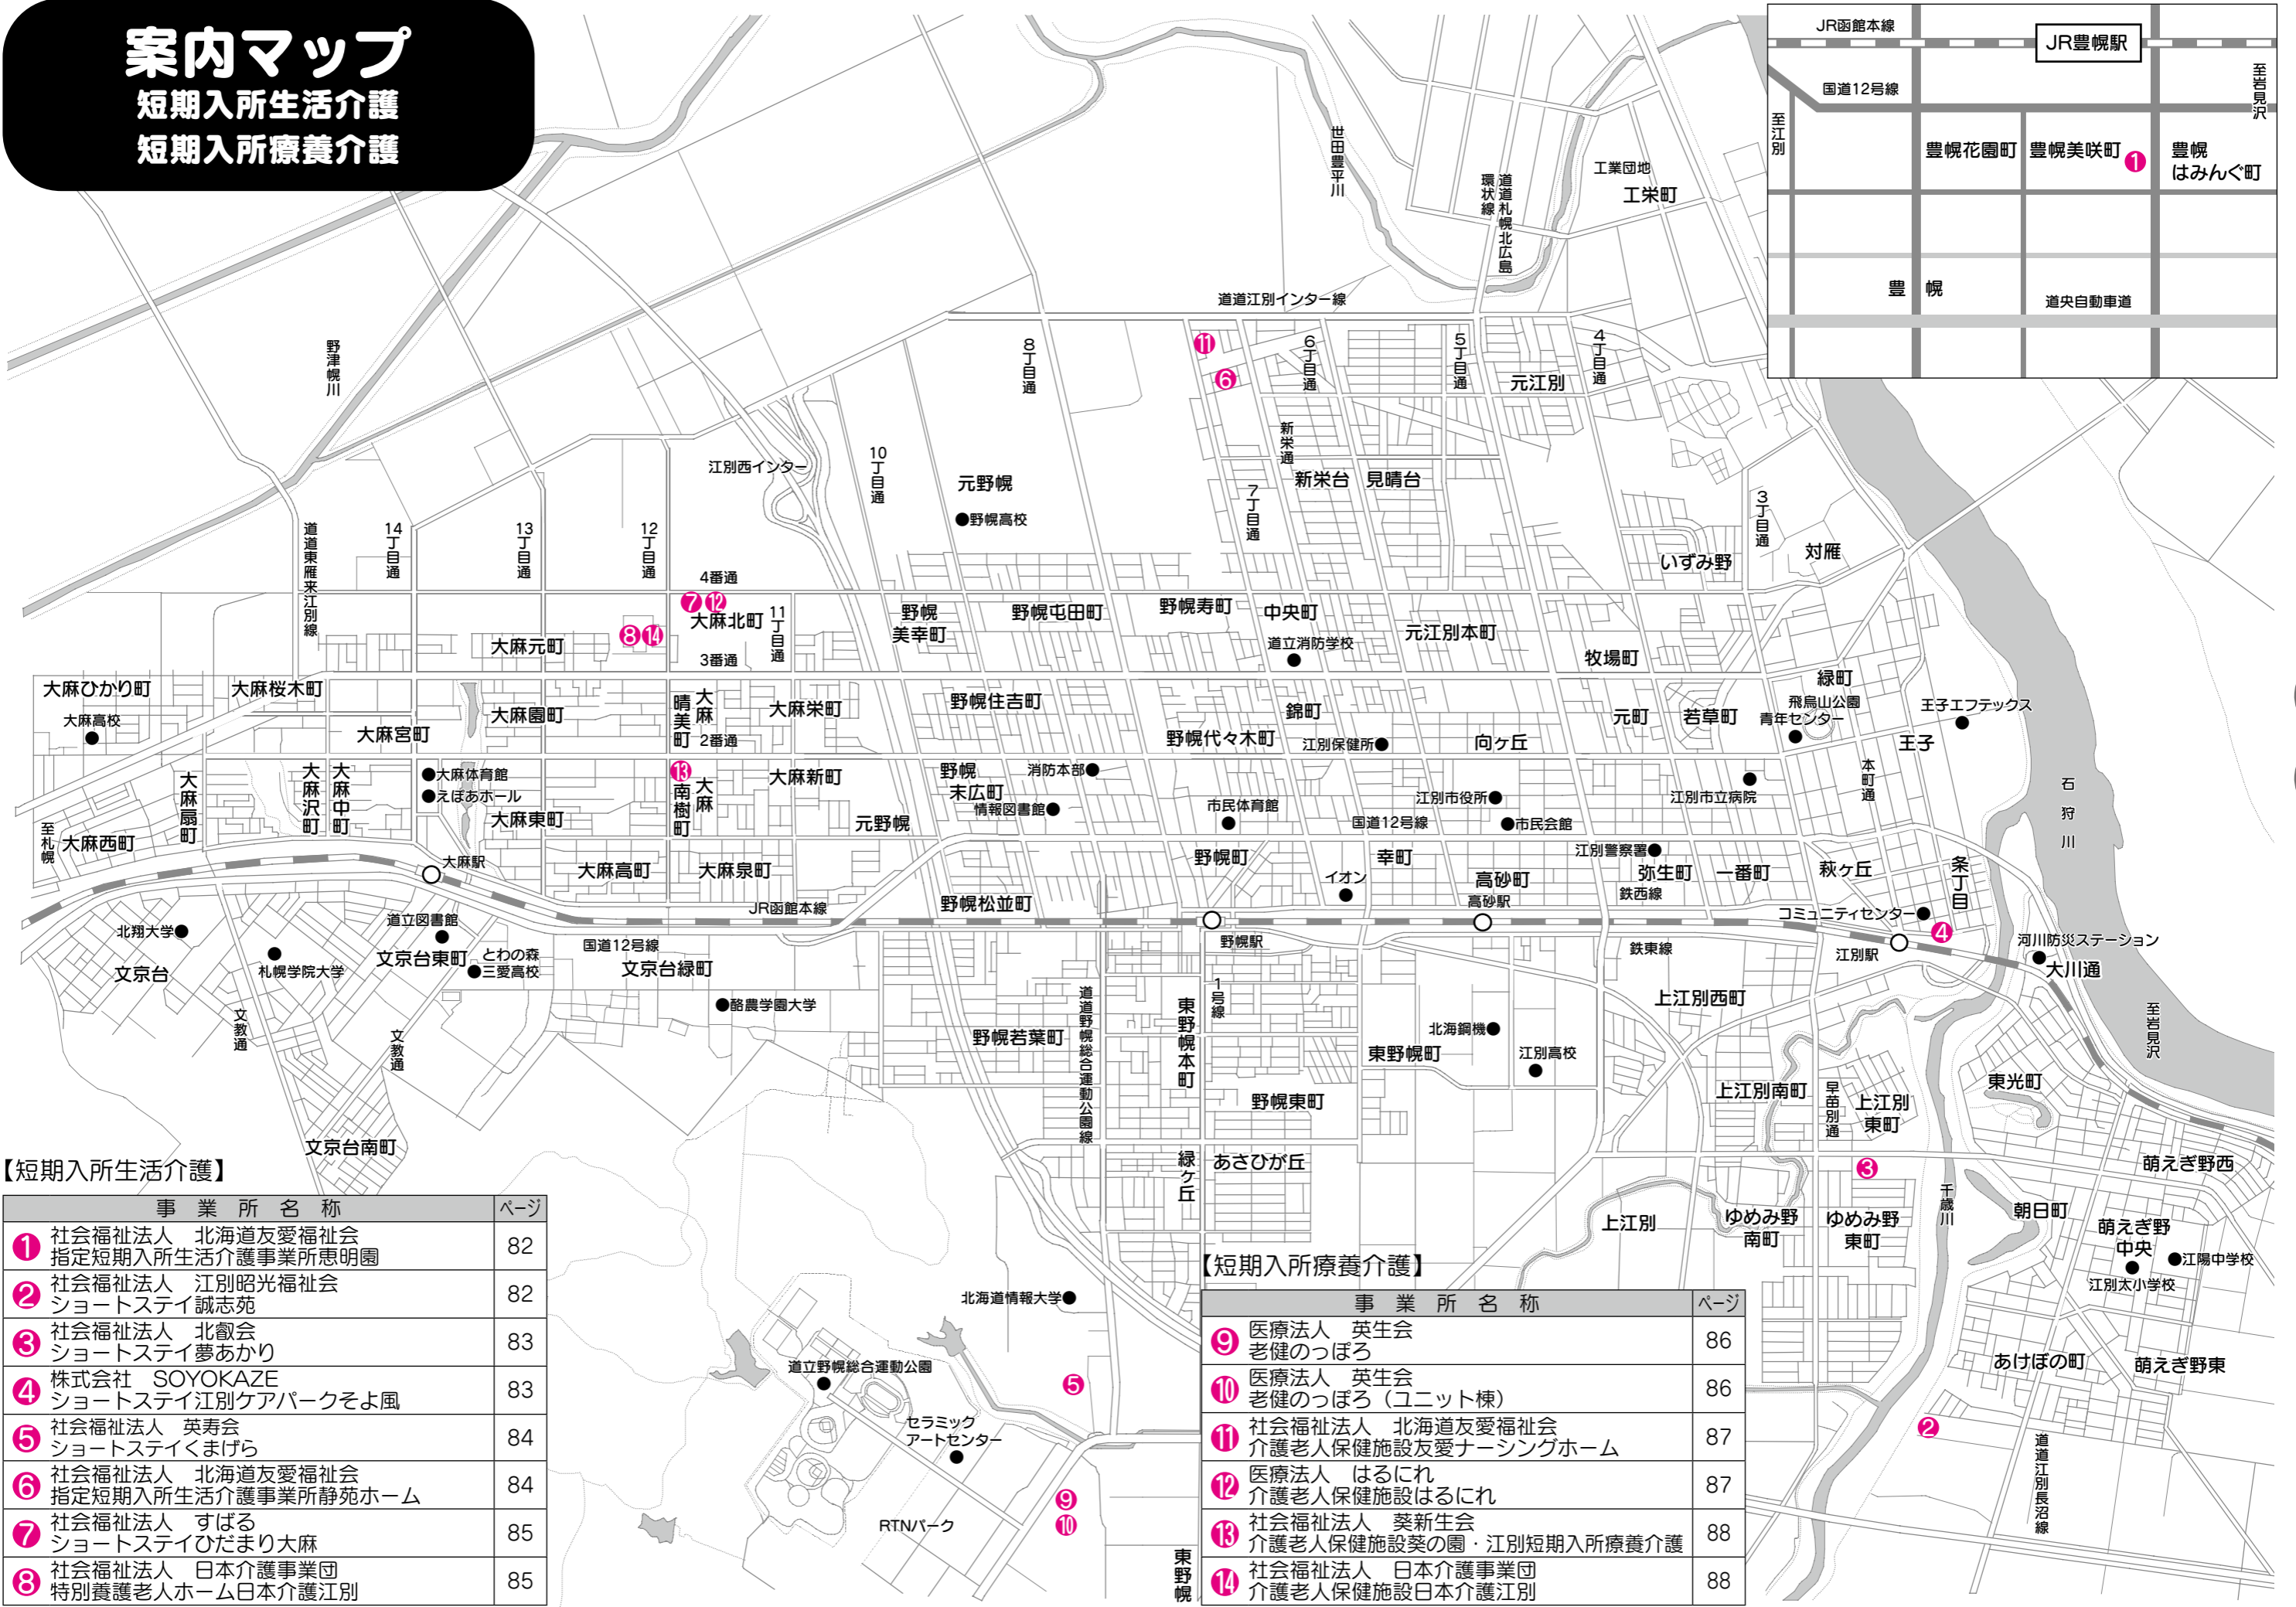 案内マップ
短期入所生活介護
短期入所療養介護
JR函館本線
JR豊幌駅
国道12号線
至岩見沢
至江別
豊幌花園町
豊幌美咲町
1
豊幌
はみんぐ町
豊幌
道央自動車道
世田豊平川
工業団地
工栄町
道道札幌北広島
環状線
道道江別インター線
野津幌川
8丁目通
11
6
6丁目通
5丁目通
4丁目通
元江別
江別西インター
10丁目通
元野幌
野幌高校
新栄通
新栄台
見晴台
7丁目通
3丁目通
道道東雁来江別線
14丁目通
13丁目通
12丁目通
いずみ野
対雁
4番通
7
12
大麻北町
11丁目通
8
14
大麻元町
3番通
野幌
美幸町
野幌屯田町
野幌寿町
中央町
道立消防学校
元江別本町
牧場町
緑町
大麻ひかり町
大麻高校
大麻桜木町
大麻宮町
大麻園町
大麻
晴美町
2番通
大麻栄町
野幌住吉町
野幌代々木町
錦町
江別保健所
向ヶ丘
元町
若草町
飛烏山公園
青年センター
王子エフテックス
王子
大麻扇町
大麻沢町
大麻中町
大麻体育館
えぽあホール
大麻東町
13
大麻
南樹町
大麻新町
野幌
末広町
消防本部
情報図書館
市民体育館
江別市役所
国道12号線
市民会館
江別市立病院
本町通
石狩川
至札幌
大麻西町
元野幌
大麻駅
大麻高町
大麻泉町
野幌町
幸町
江別警察署
弥生町
一番町
萩ヶ丘
条丁目
イオン
高砂町
高砂駅
鉄西線
JR函館本線
野幌松並町
コミュニティセンター
4
北翔大学
道立図書館
文京台
札幌学院大学
文京台東町
とわの森
三愛高校
国道12号線
文京台緑町
野幌駅
鉄東線
江別駅
河川防災ステーション
大川通
酪農学園大学
文教通
文教通
野幌若葉町
道道野幌総合運動公園線
東野幌本町
1号線
北海鋼機
東野幌町
江別高校
上江別西町
至岩見沢
上江別南町
早苗別通
上江別
東町
東光町
野幌東町
文京台南町
緑ヶ丘
あさひが丘
3
萌えぎ野西
千歳川
上江別
ゆめみ野
南町
ゆめみ野
東町
朝日町
萌えぎ野
中央
江陽中学校
江別太小学校
北海道情報大学
道立野幌総合運動公園
5
セラミック
アートセンター
あけぼの町
萌えぎ野東
2
道道江別長沼線
9
10
RTNパーク
東野幌
【短期入所生活介護】
事業所名称 ページ
1 社会福祉法人 北海道友愛福祉会
指定短期入所生活介護事業所恵明園 82
2 社会福祉法人 江別昭光福祉会
ショートステイ誠志苑 82
3 社会福祉法人 北叡会
ショートステイ夢あかり 83
4 株式会社 SOYOKAZE
ショートステイ江別ケアパークそよ風 83
5 社会福祉法人 英寿会
ショートステイくまげら 84
6 社会福祉法人 北海道友愛福祉会
指定短期入所生活介護事業所静苑ホーム 84
7 社会福祉法人 すばる
ショートステイひだまり大麻 85
8 社会福祉法人 日本介護事業団
特別養護老人ホーム日本介護江別 85
【短期入所療養介護】
事業所名称 ページ
9 医療法人 英生会
老健のっぽろ 86
10 医療法人 英生会
老健のっぽろ（ユニット棟） 86
11 社会福祉法人 北海道友愛福祉会
介護老人保健施設友愛ナーシングホーム 87
12 医療法人 はるにれ
介護老人保健施設はるにれ 87
13 社会福祉法人 葵新生会
介護老人保健施設葵の園・江別短期入所療養介護 88
14 社会福祉法人 日本介護事業団
介護老人保健施設日本介護江別 88